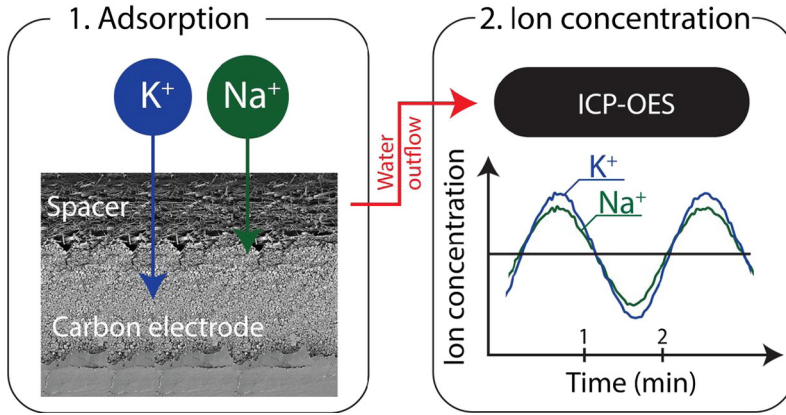 1. Adsorption
K+
Na+
Spacer
Carbon electrode
Water
outflow
2. Ion concentration
ICP-OES
Ion concentration
K+
Na+
1
2
Time (min)